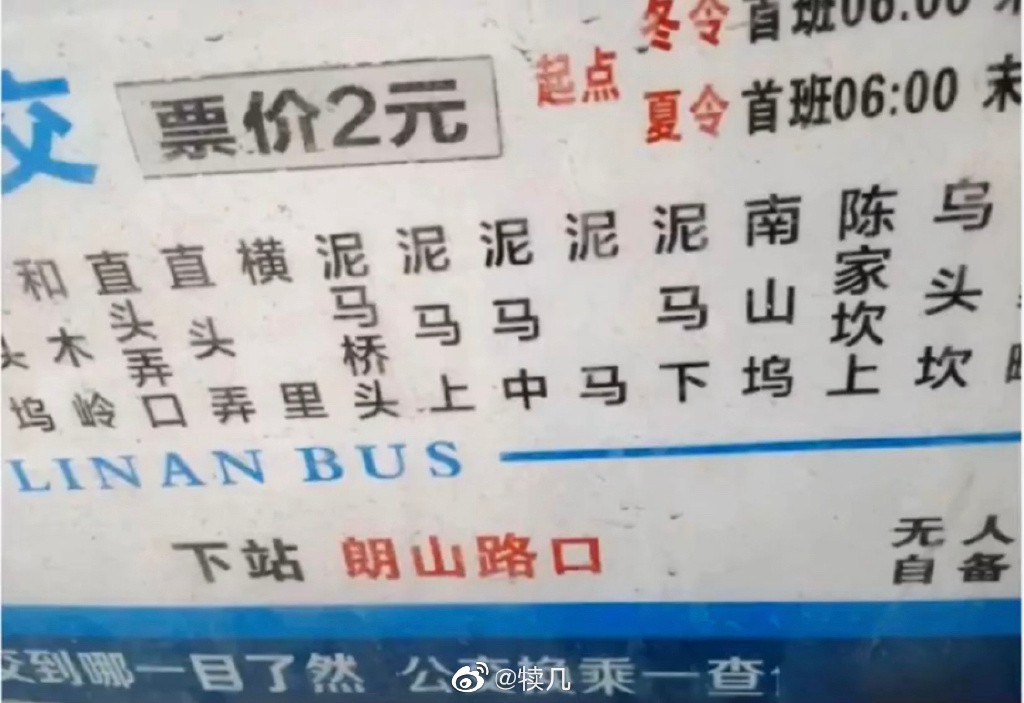 交
票价2元
起点
冬令 首班06:00
夏令 首班06:00 末
坞
和木岭
直头弄口
直头弄
横里
泥马桥头
泥马上
泥马中
泥马
泥马下
南山坞
陈家坎上
乌头坎
LINAN BUS
下站 朗山路口
无人
自备
交到哪一目了然 公交换乘一查
@犊几